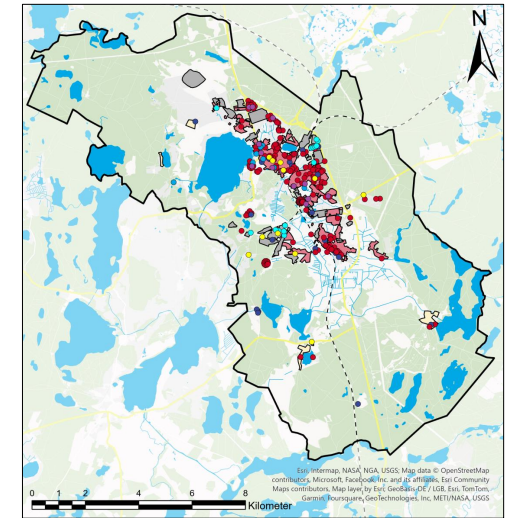 N
Esri, Intermap, NASA, NGA, USGS; Map data © OpenStreetMap
contributors, Microsoft, Facebook, Inc. and its affiliates, Esri Community
Maps contributors, Map layer by Esri; GeoBasis-DE / LGB, Esri, TomTom,
Garmin, Foursquare, GeoTechnologies, Inc, METI/NASA, USGS
0 1 2 4 6 8
Kilometer